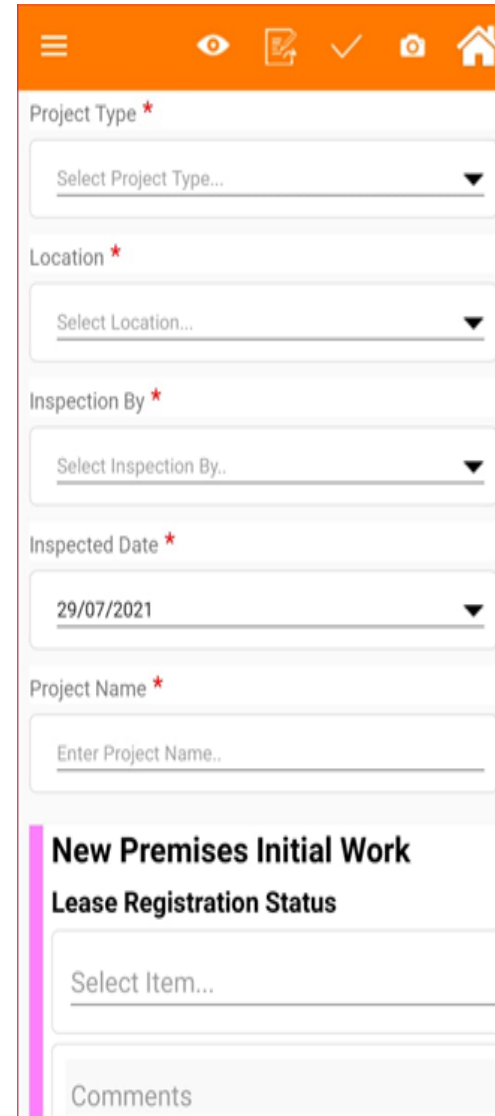 Project Type *
Select Project Type...
Location *
Select Location...
Inspection By *
Select Inspection By..
Inspected Date *
29/07/2021
Project Name *
Enter Project Name..
New Premises Initial Work
Lease Registration Status
Select Item...
Comments